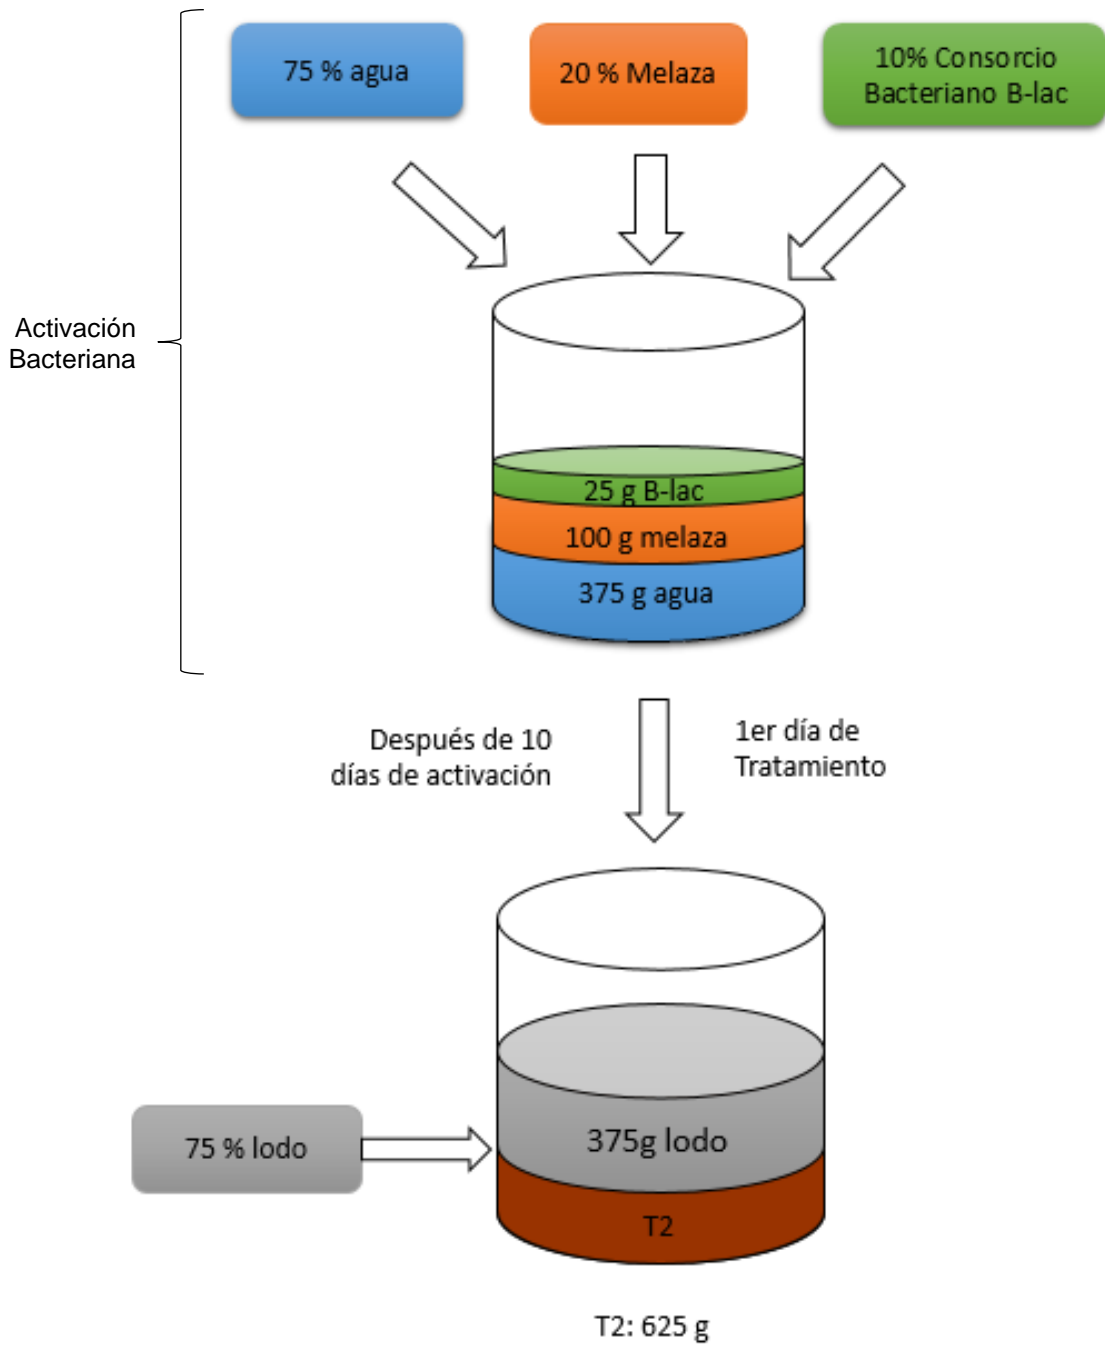 75 % agua
20 % Melaza
10% Consorcio
Bacteriano B-lac
Activación
Bacteriana
25 g B-lac
100 g melaza
375 g agua
Después de 10
días de activación
1er día de
Tratamiento
75 % lodo
375g lodo
T2
T2: 625 g